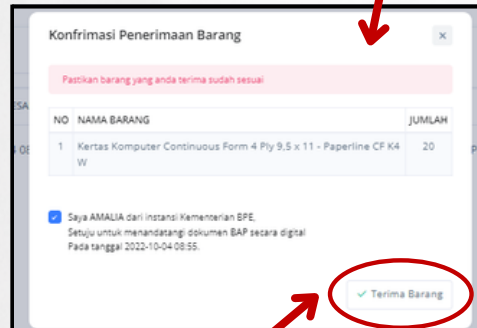 Konfrimasi Penerimaan Barang
×
Pastikan barang yang anda terima sudah sesuai
NO NAMA BARANG JUMLAH
1 Kertas Komputer Continuous Form 4 Ply 9,5 x 11 - Paperline CF K4 20
W
Saya AMALIA dari instansi Kementerian BPE,
Setuju untuk menandatangi dokumen BAP secara digital
Pada tanggal 2022-10-04 08:55.
✓ Terima Barang